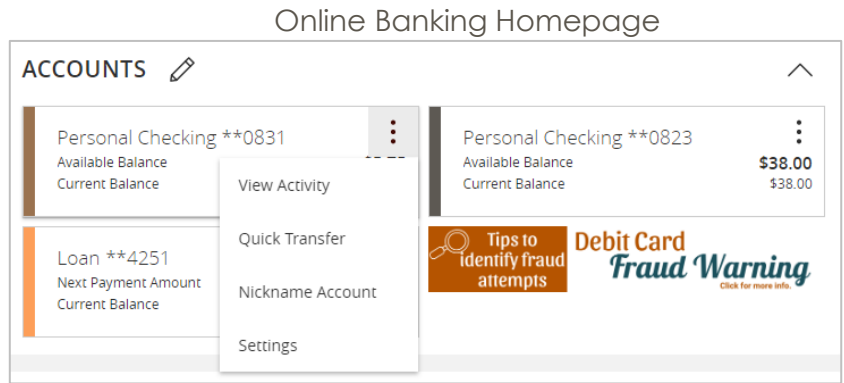 Online Banking Homepage
ACCOUNTS
Personal Checking **0831
Available Balance
Current Balance
View Activity
Quick Transfer
Nickname Account
Settings
Personal Checking **0823
Available Balance $38.00
Current Balance $38.00
Loan **4251
Next Payment Amount
Current Balance
Tips to
identify fraud
attempts
Debit Card
Fraud Warning
Click for more info.